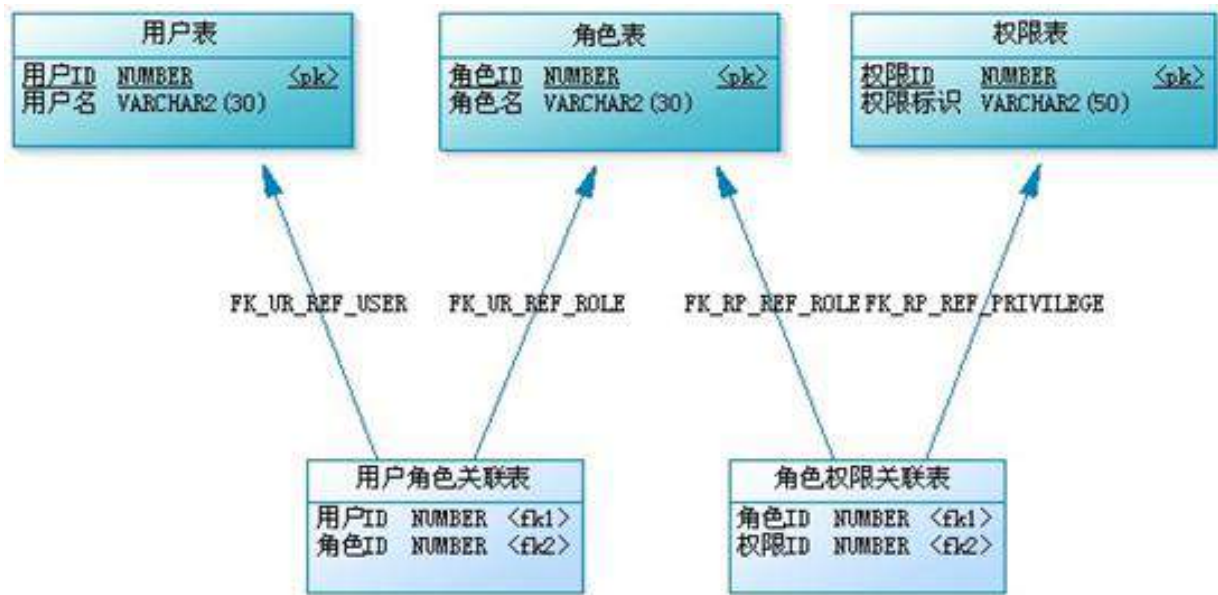 用户表
用户ID NUMBER <pk>
用户名 VARCHAR2(30)
角色表
角色ID NUMBER <pk>
角色名 VARCHAR2(30)
权限表
权限ID NUMBER <pk>
权限标识 VARCHAR2(50)
FK_UR_REF_USER
FK_UR_REF_ROLE
FK_RP_REF_ROLE
FK_RP_REF_PRIVILEGE
用户角色关联表
用户ID NUMBER <fk1>
角色ID NUMBER <fk2>
角色权限关联表
角色ID NUMBER <fk1>
权限ID NUMBER <fk2>